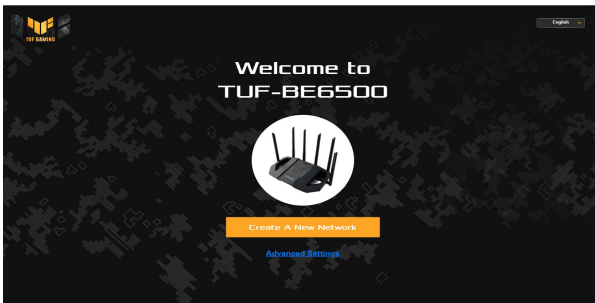 TUF GAMING
English
Welcome to
TUF-BE6500
Create A New Network
Advanced Settings